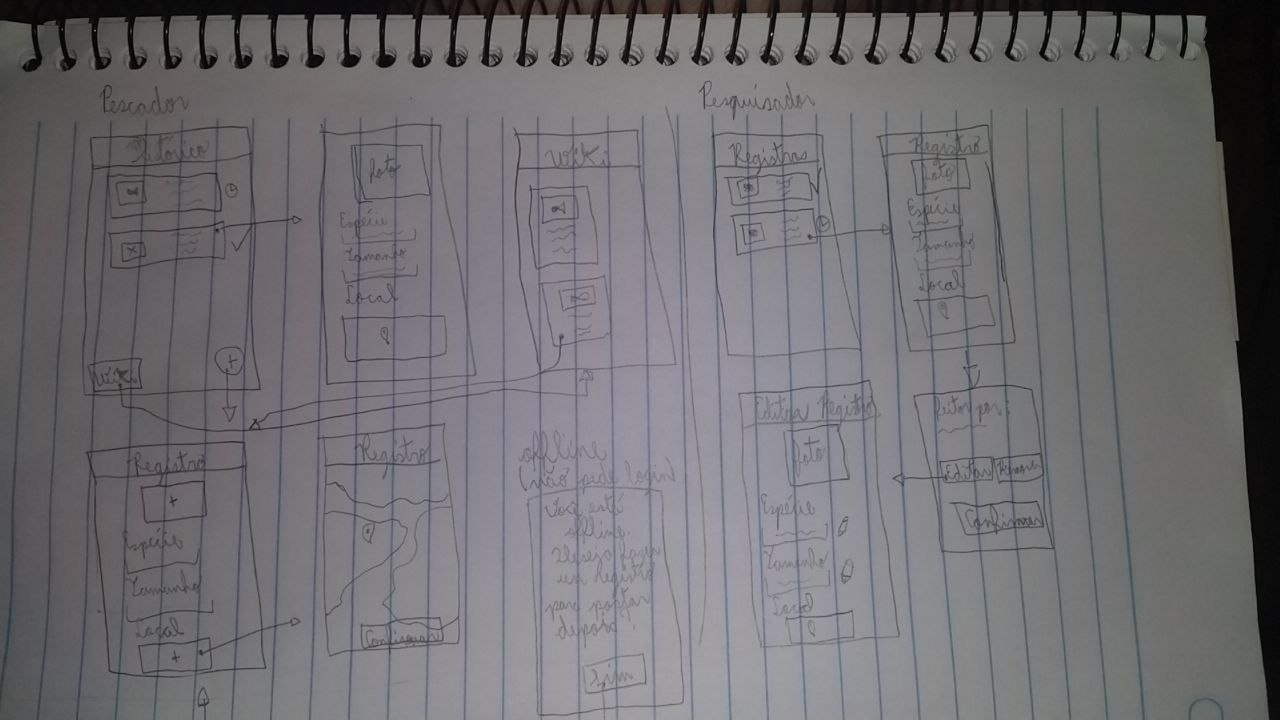 Pescador
Histórico
Wiki
foto
Espécie
Tamanho
Local
Wiki
Registro
Espécie
Tamanho
Local
Registro
Confirmar
offline
não pede login
Você está
offline.
Deseja fazer
um registro
para postar
depois?
Sim
Pesquisador
Registros
Registro
foto
Espécie
Tamanho
Local
feitor por:
Editar
Remover
Confirmar
Editar Registro
foto
Espécie
Tamanho
Local